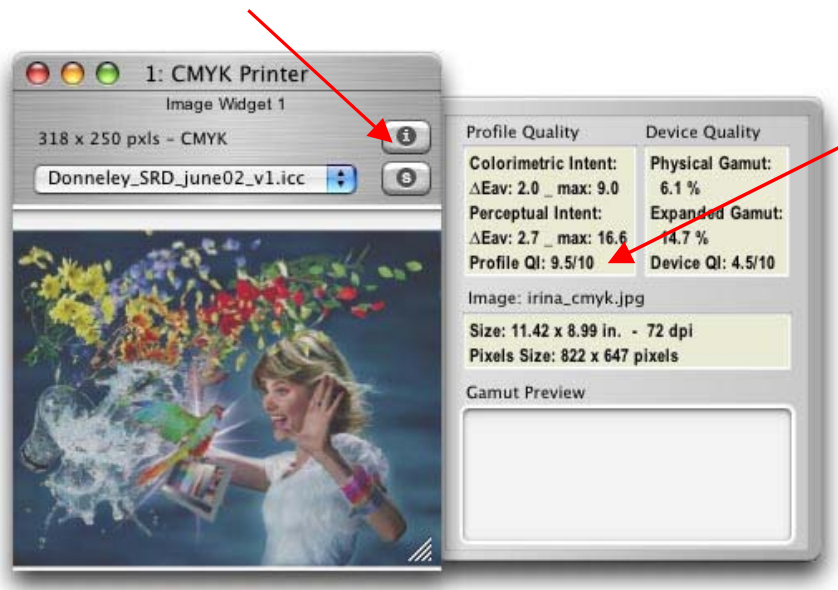 1: CMYK Printer
Image Widget 1
318 x 250 pxls – CMYK
i
Donneley_SRD_june02_v1.icc
s
Profile Quality
Colorimetric Intent:
∆Eav: 2.0 _ max: 9.0
Perceptual Intent:
∆Eav: 2.7 _ max: 16.6
Profile QI: 9.5/10
Device Quality
Physical Gamut:
6.1 %
Expanded Gamut:
14.7 %
Device QI: 4.5/10
Image: irina_cmyk.jpg
Size: 11.42 x 8.99 in. - 72 dpi
Pixels Size: 822 x 647 pixels
Gamut Preview